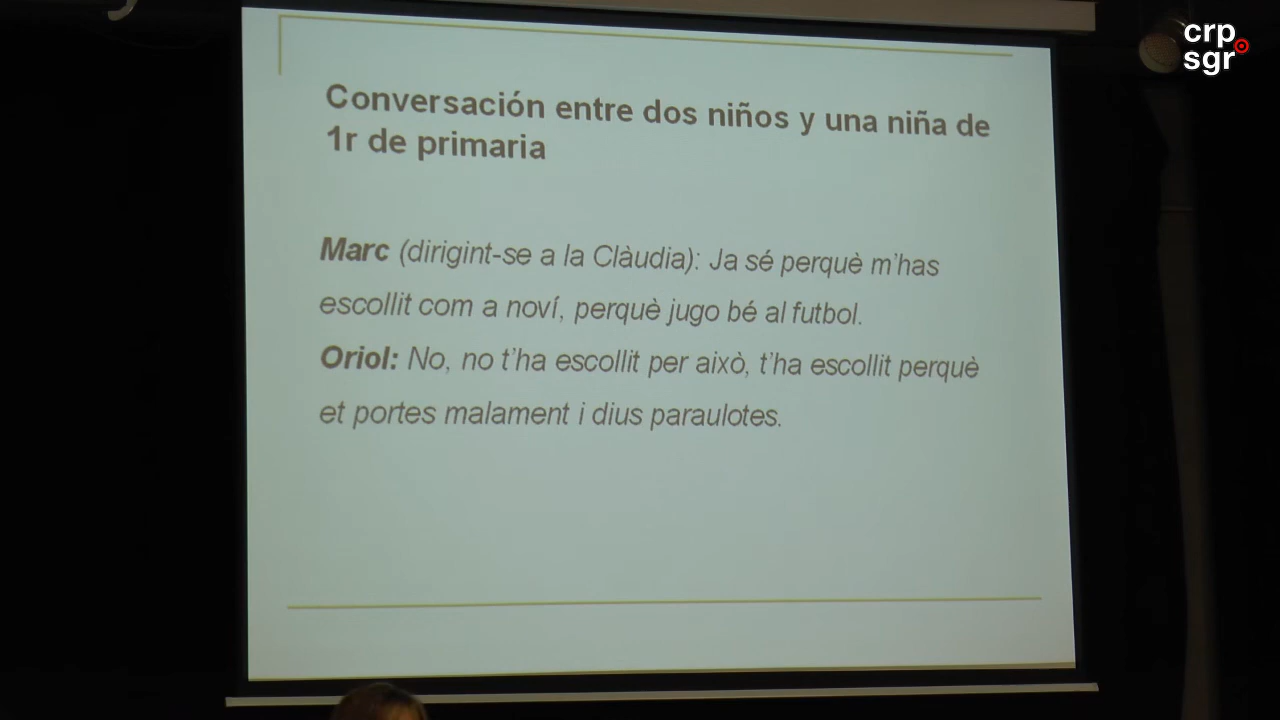 crp
sgr
Conversación entre dos niños y una niña de
1r de primaria
Marc (dirigint-se a la Clàudia): Ja sé perquè m'has
escollit com a noví, perquè jugo bé al futbol.
Oriol: No, no t'ha escollit per això, t'ha escollit perquè
et portes malament i dius paraulotes.